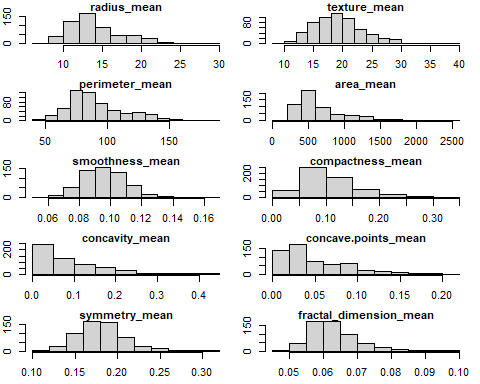 radius_mean
0 150
10 15 20 25 30
texture_mean
0 80
10 15 20 25 30 35 40
perimeter_mean
0 80
50 100 150
area_mean
0 150
0 500 1000 1500 2000 2500
smoothness_mean
0 150
0.06 0.08 0.10 0.12 0.14 0.16
compactness_mean
0 200
0.00 0.10 0.20 0.30
concavity_mean
0 200
0.0 0.1 0.2 0.3 0.4
concave.points_mean
0 150
0.00 0.05 0.10 0.15 0.20
symmetry_mean
0 150
0.10 0.15 0.20 0.25 0.30
fractal_dimension_mean
0 150
0.05 0.06 0.07 0.08 0.09 0.10